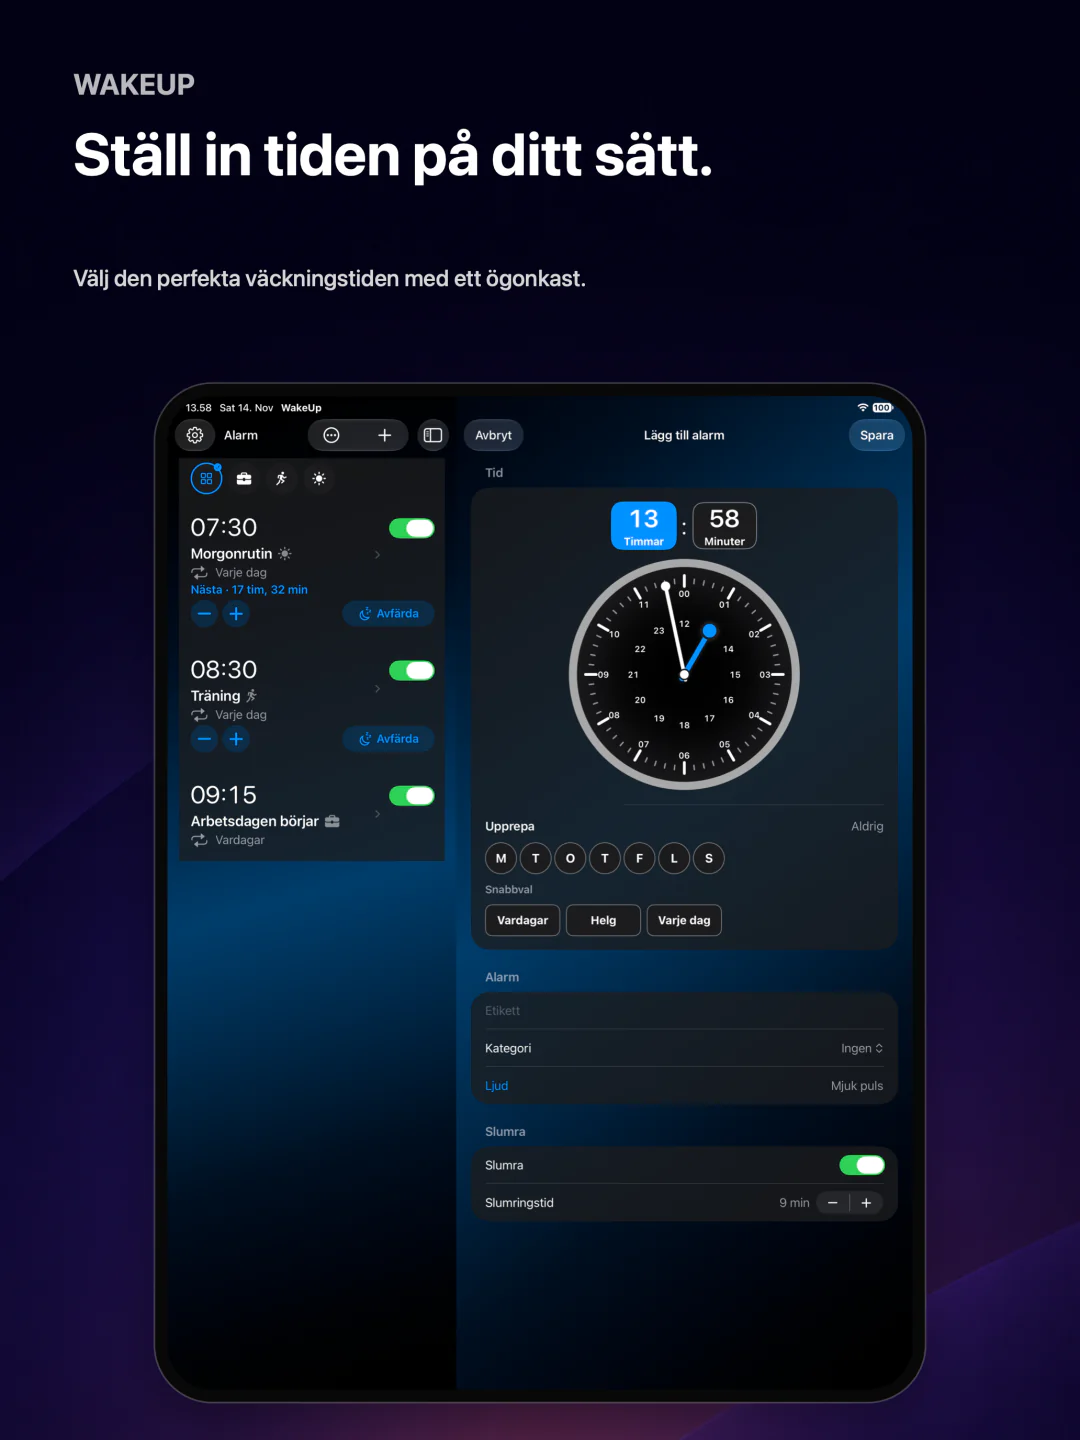 WAKEUP
Ställ in tiden på ditt sätt.
Välj den perfekta väckningstiden med ett ögonkast.
13.58 Sat 14. Nov WakeUp
100
Alarm
07:30
Morgonrutin
Varje dag
Nästa · 17 tim, 32 min
Avfärda
08:30
Träning
Varje dag
Avfärda
09:15
Arbetsdagen börjar
Vardagar
Avbryt
Lägg till alarm
Spara
Tid
13 : 58
Timmar Minuter
00
11 01
12
23
10 02
22 14
09 21 15 03
20 16
08 04
19 17
18
07 05
06
Upprepa Aldrig
M T O T F L S
Snabbval
Vardagar Helg Varje dag
Alarm
Etikett
Kategori Ingen
Ljud Mjuk puls
Slumra
Slumra
Slumringstid 9 min